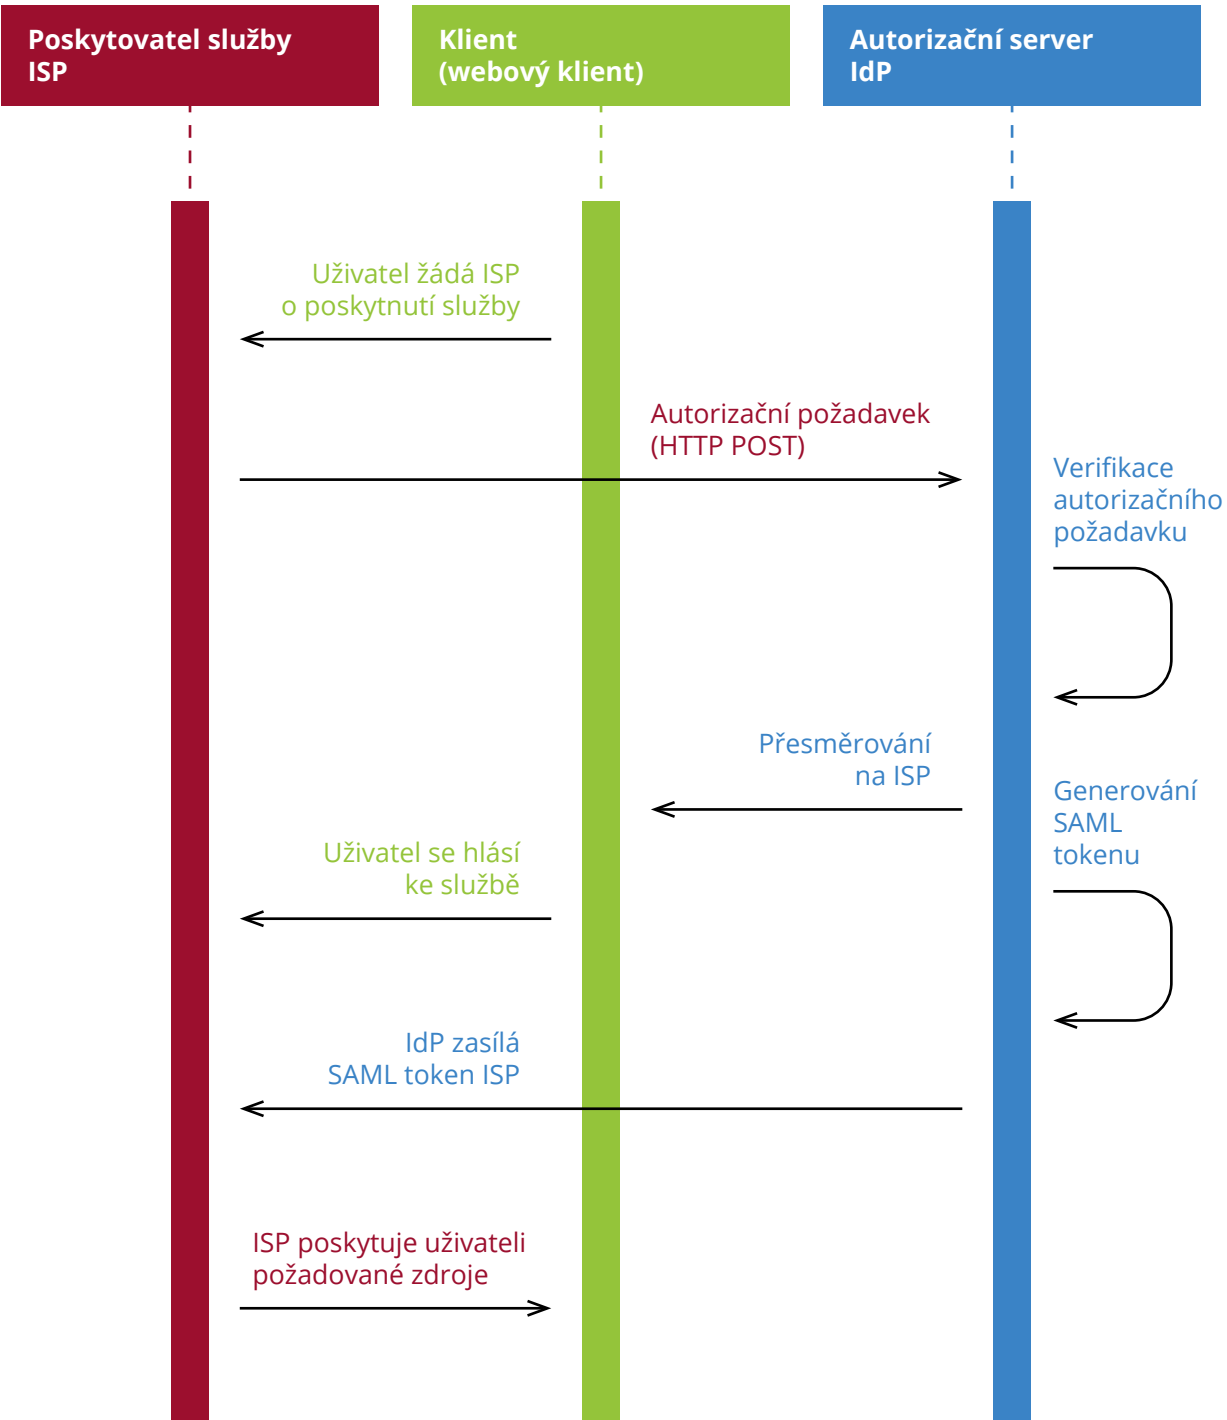 Poskytovatel služby
ISP
Klient
(webový klient)
Autorizační server
IdP
Uživatel žádá ISP
o poskytnutí služby
Autorizační požadavek
(HTTP POST)
Verifikace
autorizačního
požadavku
Přesměrování
na ISP
Generování
SAML
tokenu
Uživatel se hlásí
ke službě
IdP zasílá
SAML token ISP
ISP poskytuje uživateli
požadované zdroje